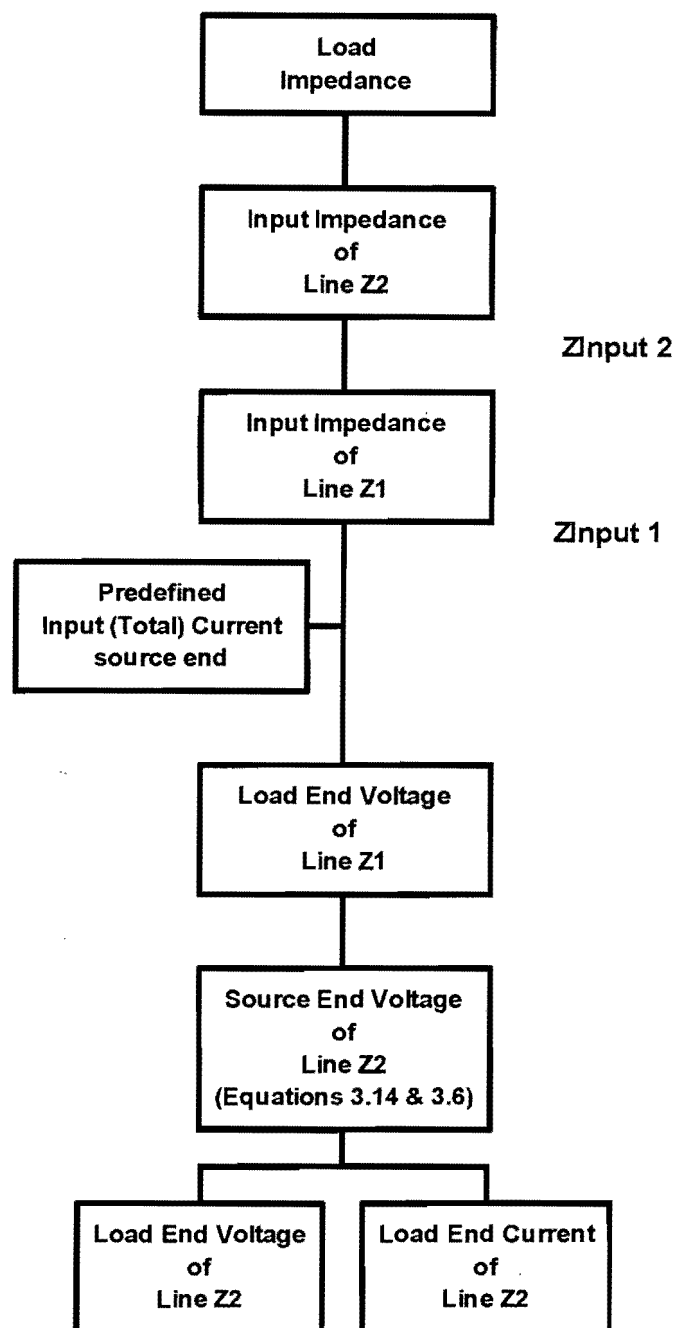 Load
Impedance
Input Impedance
of
Line Z2
ZInput 2
Input Impedance
of
Line Z1
ZInput 1
Predefined
Input (Total) Current
source end
Load End Voltage
of
Line Z1
Source End Voltage
of
Line Z2
(Equations 3.14 & 3.6)
Load End Voltage
of
Line Z2
Load End Current
of
Line Z2